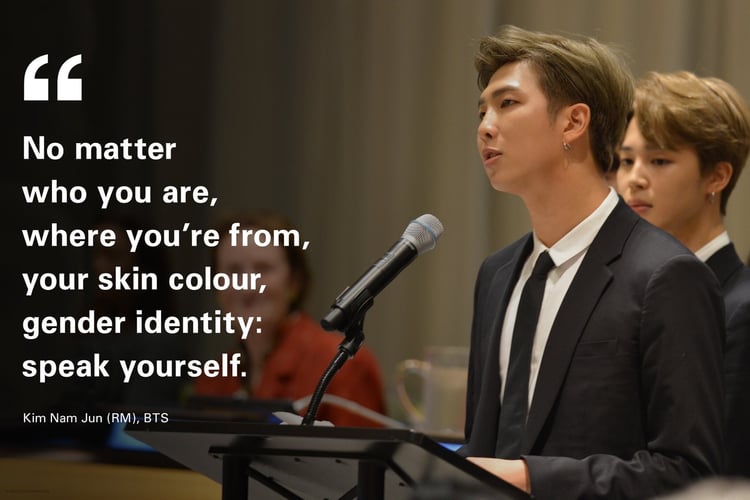 “
No matter
who you are,
where you’re from,
your skin colour,
gender identity:
speak yourself.
Kim Nam Jun (RM), BTS